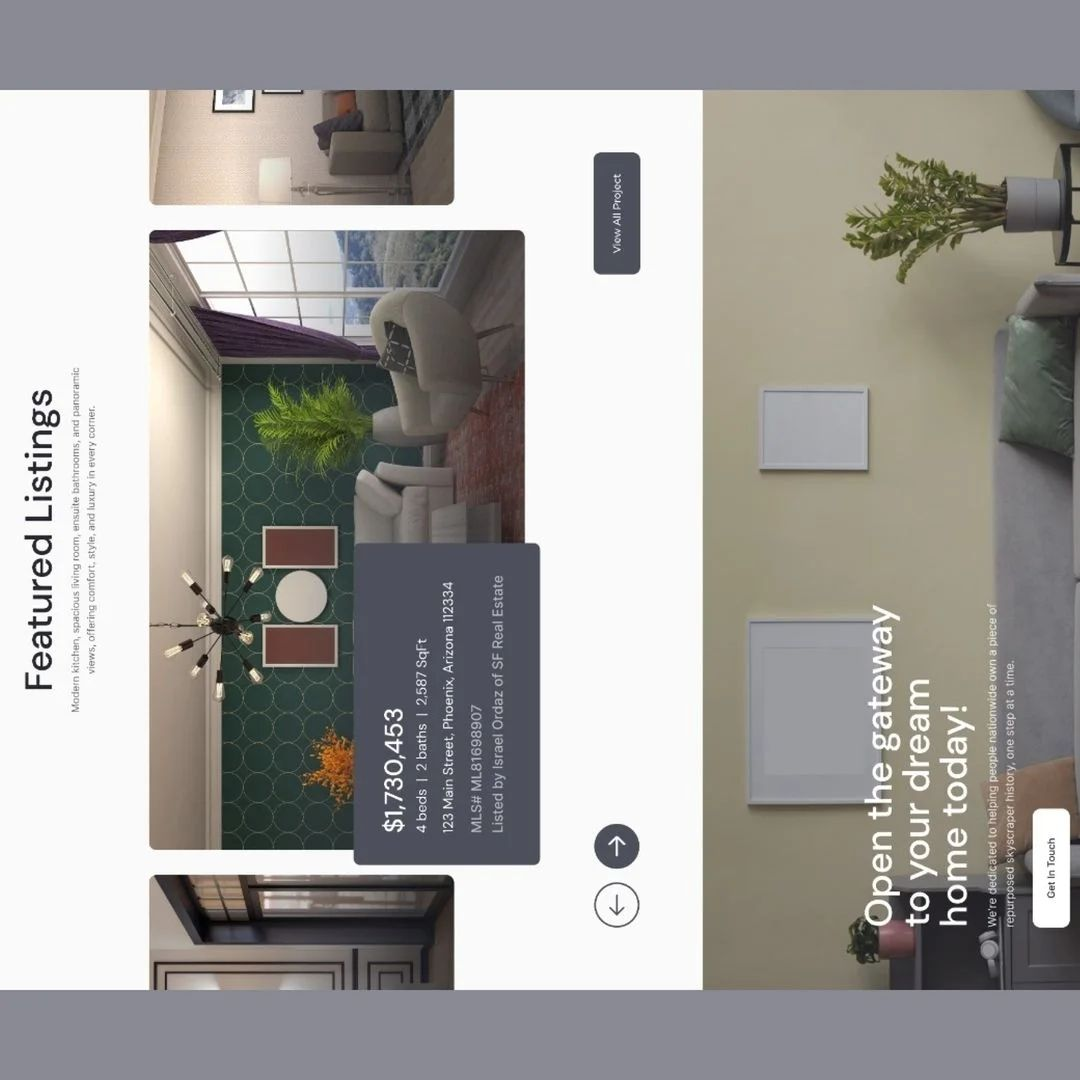 Featured Listings
Modern kitchen, spacious living room, ensuite bathrooms, and panoramic
views, offering comfort, style, and luxury in every corner.
$1,730,453
4 beds | 2 baths | 2,587 SqFt
123 Main Street, Phoenix, Arizona 112334
MLS# ML81698907
Listed by Israel Ordaz of SF Real Estate
View All Project
Open the gateway
to your dream
home today!
We're dedicated to helping people nationwide own a piece of
repurposed skyscraper history, one step at a time.
Get In Touch